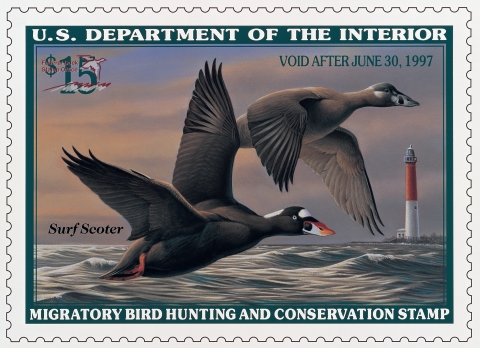 U.S. DEPARTMENT OF THE INTERIOR
$15
VOID AFTER JUNE 30, 1997
Surf Scoter
MIGRATORY BIRD HUNTING AND CONSERVATION STAMP